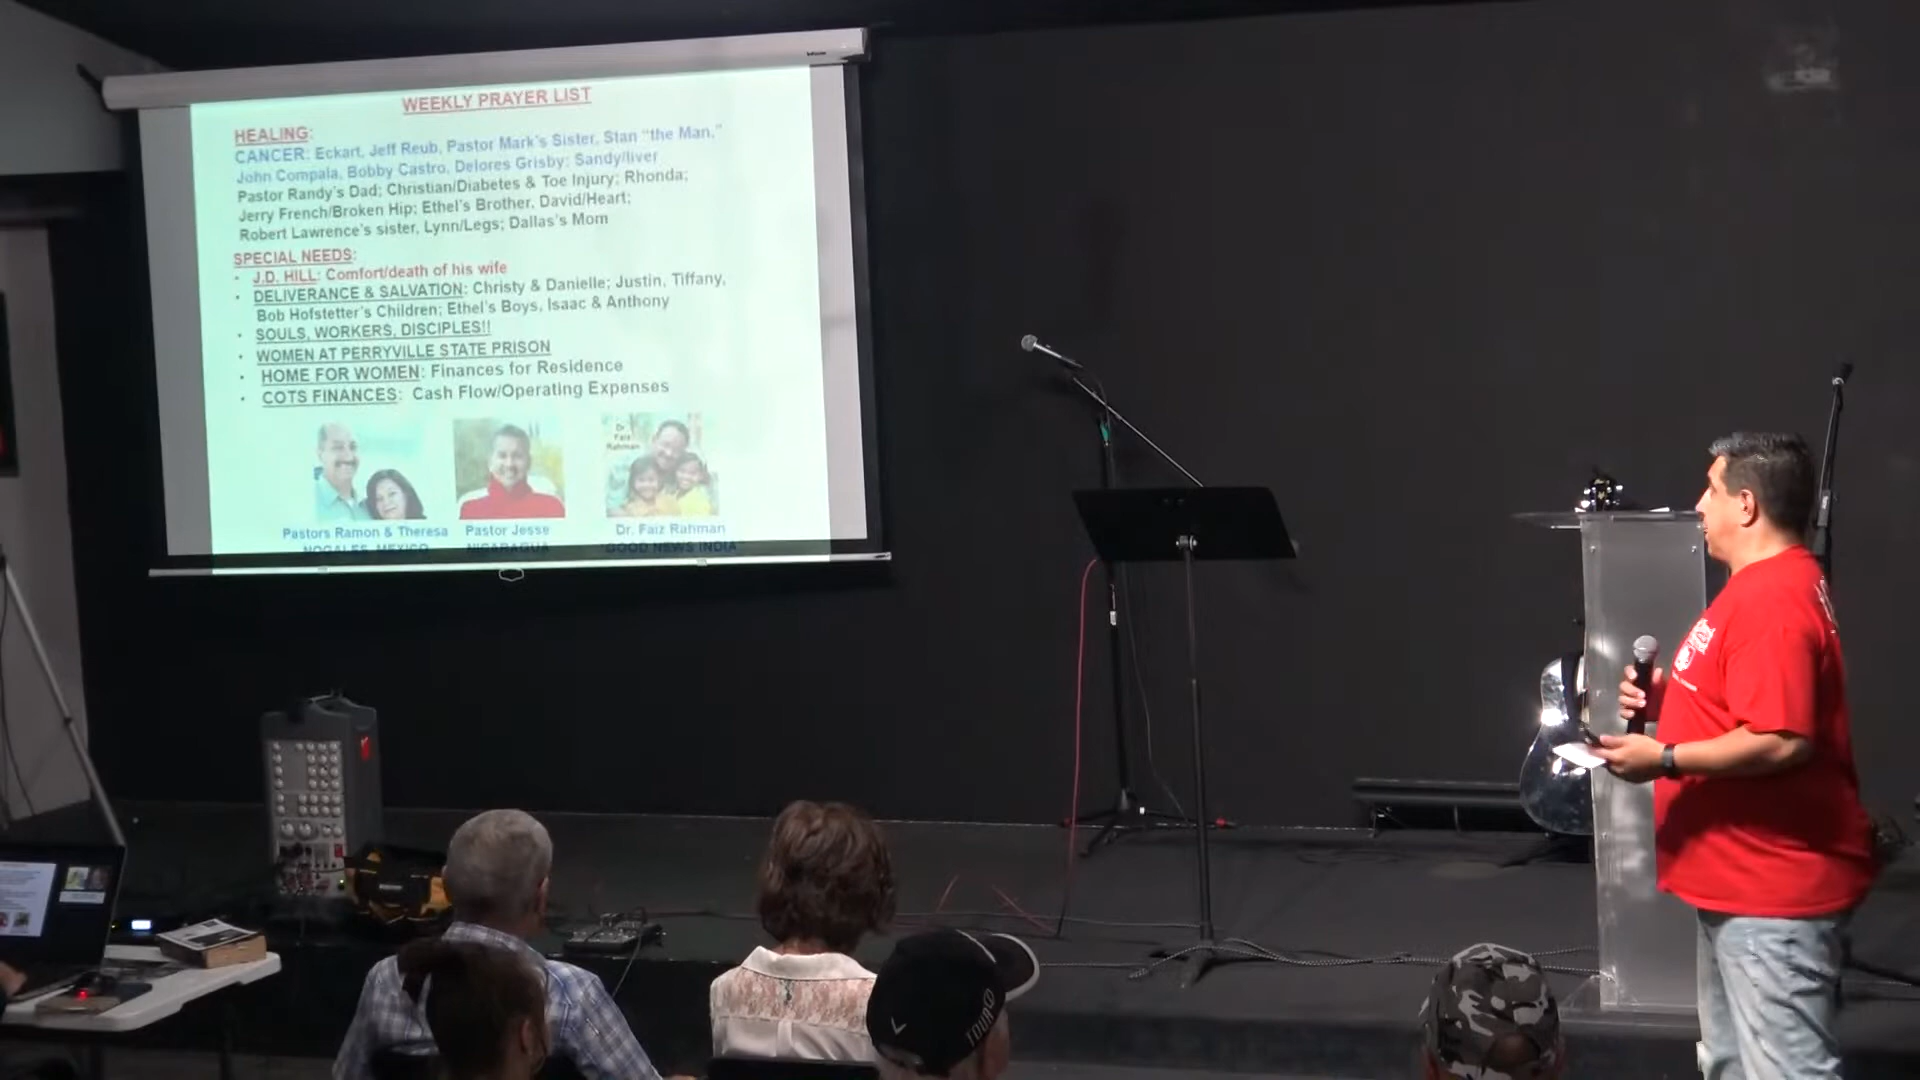 WEEKLY PRAYER LIST
HEALING:
CANCER: Eckart, Jeff Reub, Pastor Mark's Sister, Stan "the Man,"
John Compala, Bobby Castro, Delores Grisby; Sandy/liver
Pastor Randy's Dad; Christian/Diabetes & Toe Injury; Rhonda;
Jerry French/Broken Hip; Ethel's Brother, David/Heart;
Robert Lawrence's sister, Lynn/Legs; Dallas's Mom
SPECIAL NEEDS:
• J.D. HILL: Comfort/death of his wife
• DELIVERANCE & SALVATION: Christy & Danielle; Justin, Tiffany,
Bob Hofstetter's Children; Ethel's Boys, Isaac & Anthony
• SOULS, WORKERS, DISCIPLES!!
• WOMEN AT PERRYVILLE STATE PRISON
• HOME FOR WOMEN: Finances for Residence
• COTS FINANCES: Cash Flow/Operating Expenses
Dr.
Faiz
Rahman
Pastors Ramon & Theresa
NOGALES, MEXICO
Pastor Jesse
NICARAGUA
Dr. Faiz Rahman
"GOOD NEWS INDIA"
TOUR